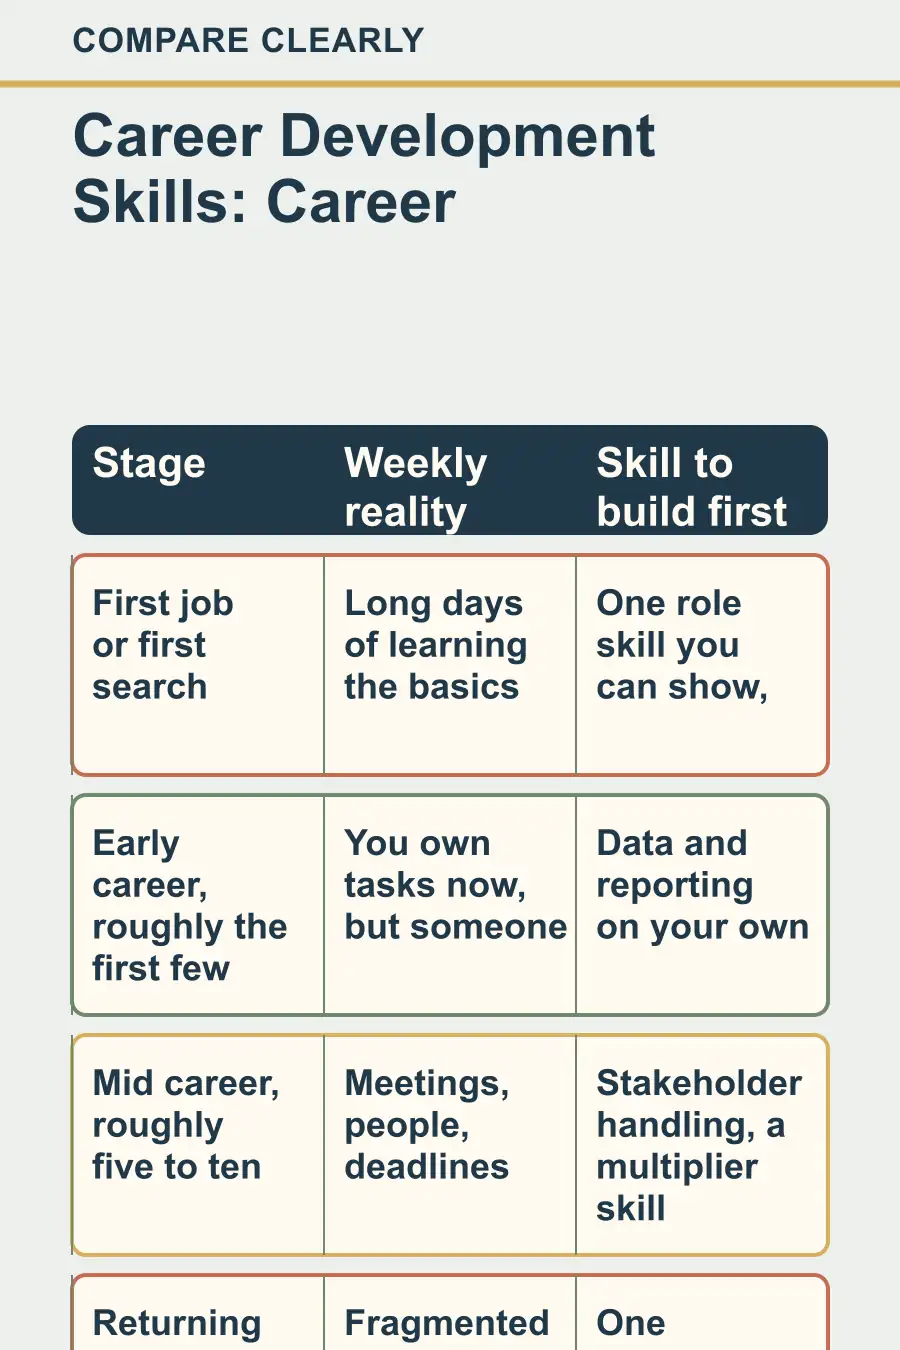 COMPARE CLEARLY
Career Development
Skills: Career
Stage
Weekly
reality
Skill to
build first
First job
or first
search
Long days
of learning
the basics
One role
skill you
can show,
Early
career,
roughly the
first few
You own
tasks now,
but someone
Data and
reporting
on your own
Mid career,
roughly
five to ten
Meetings,
people,
deadlines
Stakeholder
handling, a
multiplier
skill
Returning
Fragmented
One